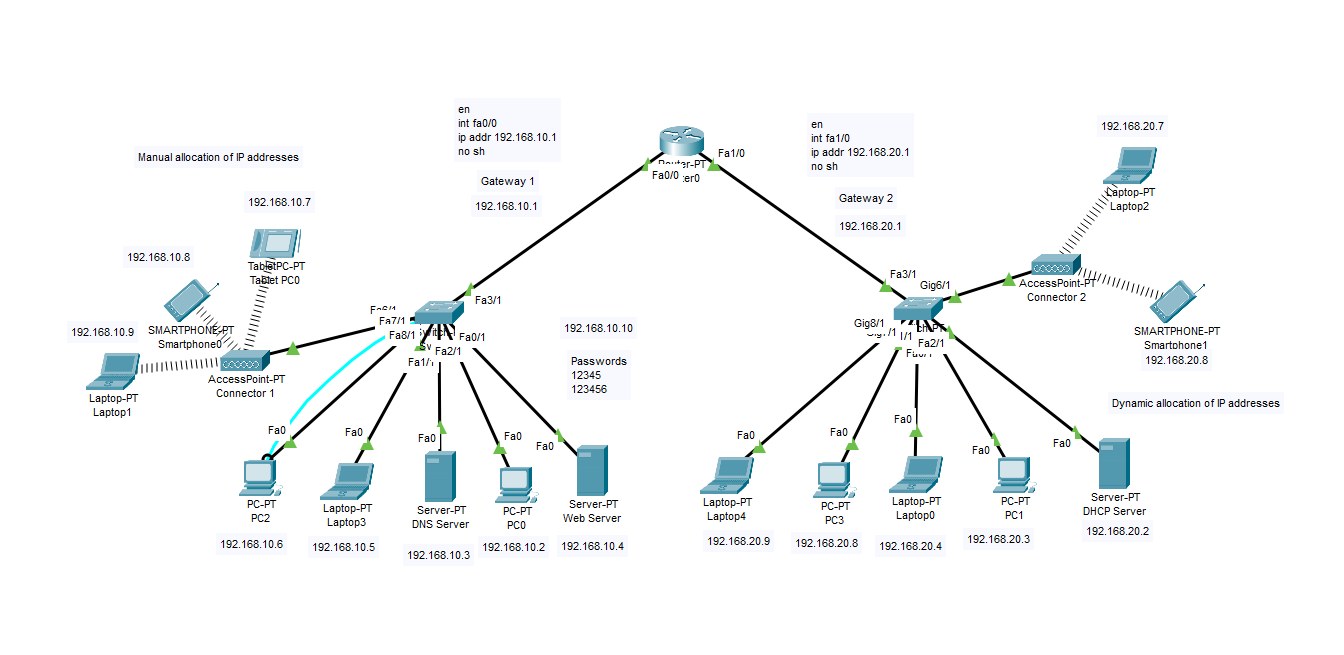 en
int fa0/0
ip addr 192.168.10.1
no sh
Gateway 1
192.168.10.1
Manual allocation of IP addresses
192.168.10.7
TabletPC-PT
Tablet PC0
192.168.10.8
SMARTPHONE-PT
Smartphone0
192.168.10.9
Laptop-PT
Laptop1
AccessPoint-PT
Connector 1
Router-PT
Fa0/0
Fa1/0
en
int fa1/0
ip addr 192.168.20.1
no sh
Gateway 2
192.168.20.1
192.168.20.7
Laptop-PT
Laptop2
AccessPoint-PT
Connector 2
SMARTPHONE-PT
Smartphone1
192.168.20.8
Dynamic allocation of IP addresses
Fa3/1
Fa7/1
Fa8/1
Fa0/1
Fa2/1
Fa1/1
192.168.10.10
Passwords
12345
123456
Fa3/1
Gig6/1
Gig8/1
Fa2/1
Fa0
PC-PT
PC2
192.168.10.6
Fa0
Laptop-PT
Laptop3
192.168.10.5
Fa0
Server-PT
DNS Server
192.168.10.3
Fa0
PC-PT
PC0
192.168.10.2
Fa0
Server-PT
Web Server
192.168.10.4
Fa0
Laptop-PT
Laptop4
192.168.20.9
Fa0
PC-PT
PC3
192.168.20.8
Fa0
Laptop-PT
Laptop0
192.168.20.4
Fa0
PC-PT
PC1
192.168.20.3
Fa0
Server-PT
DHCP Server
192.168.20.2